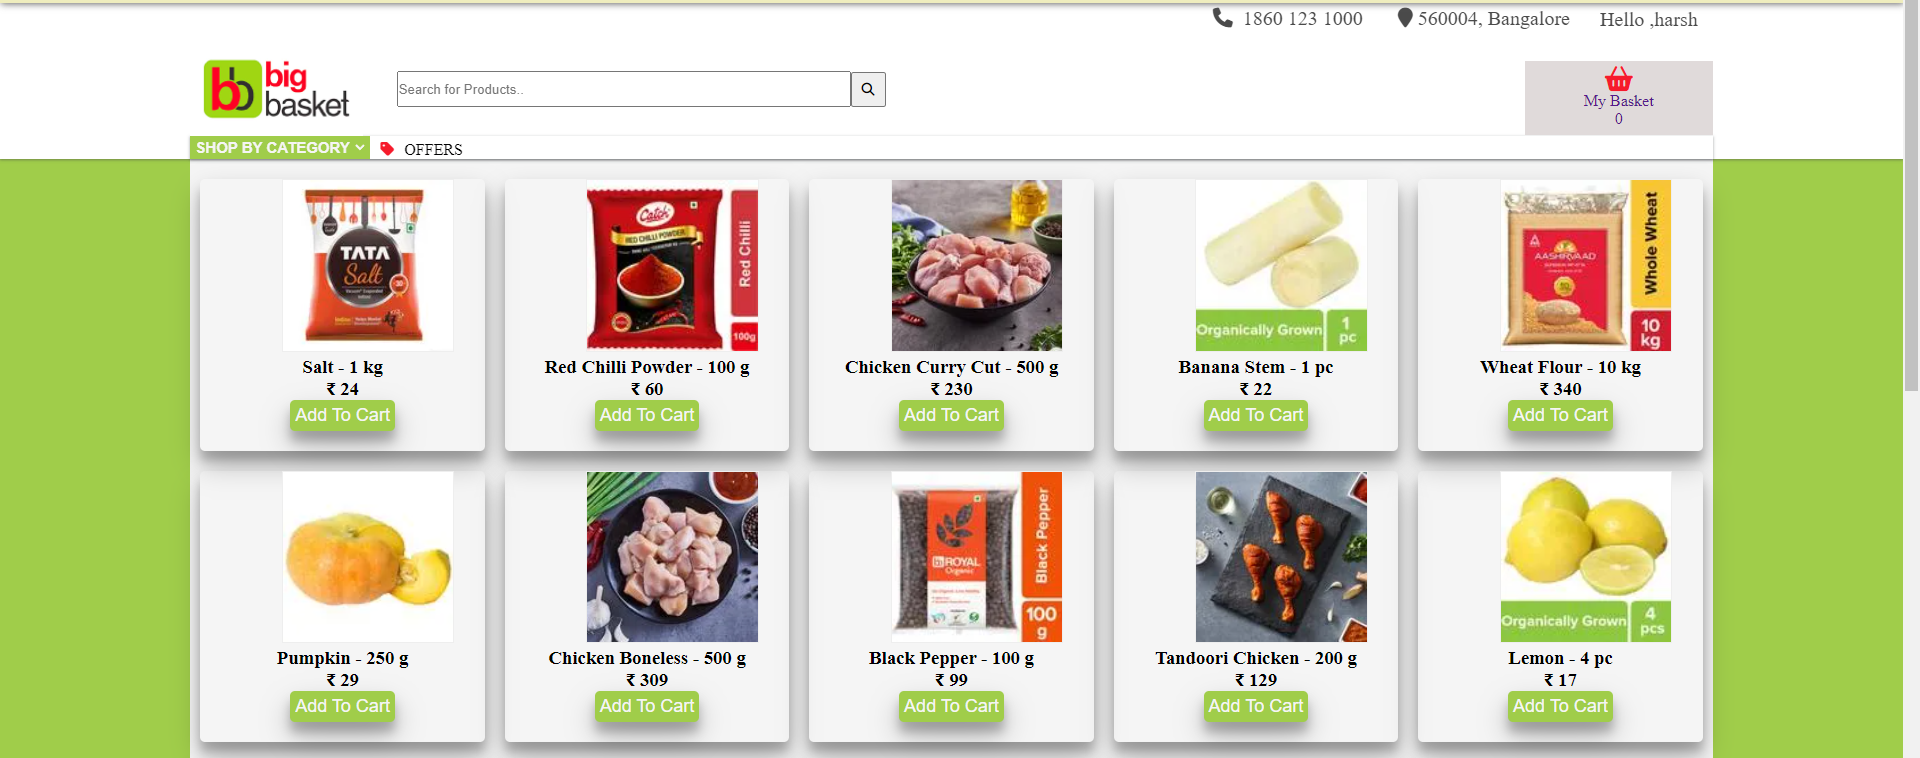 1860 123 1000
560004, Bangalore
Hello ,harsh
bb big
basket
Search for Products..
My Basket
0
SHOP BY CATEGORY
OFFERS
TATA
Salt
Catch
RED CHILLI POWDER
Red Chilli
100g
Organically Grown
1
pc
AASHIRVAAD
Whole Wheat
10
kg
Salt - 1 kg
₹ 24
Add To Cart
Red Chilli Powder - 100 g
₹ 60
Add To Cart
Chicken Curry Cut - 500 g
₹ 230
Add To Cart
Banana Stem - 1 pc
₹ 22
Add To Cart
Wheat Flour - 10 kg
₹ 340
Add To Cart
bb ROYAL
Organic
Black Pepper
100
g
Organically Grown
4
pcs
Pumpkin - 250 g
₹ 29
Add To Cart
Chicken Boneless - 500 g
₹ 309
Add To Cart
Black Pepper - 100 g
₹ 99
Add To Cart
Tandoori Chicken - 200 g
₹ 129
Add To Cart
Lemon - 4 pc
₹ 17
Add To Cart